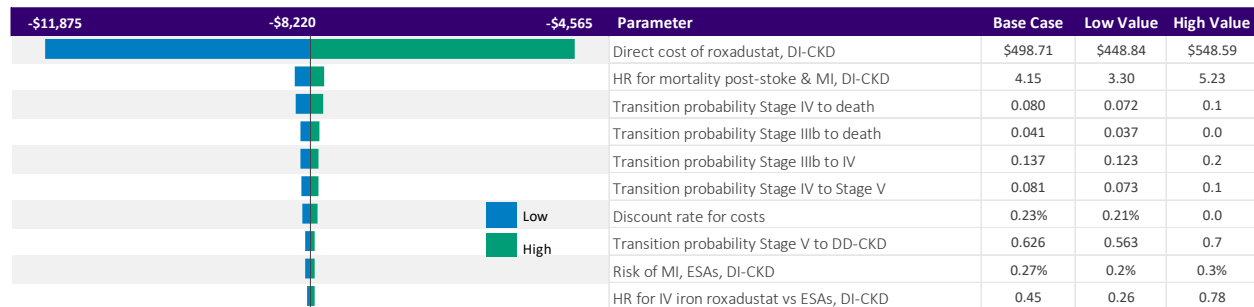 -$11,875 -$8,220 -$4,565 Parameter Base Case Low Value High Value
Direct cost of roxadustat, DI-CKD $498.71 $448.84 $548.59
HR for mortality post-stoke & MI, DI-CKD 4.15 3.30 5.23
Transition probability Stage IV to death 0.080 0.072 0.1
Transition probability Stage IIIb to death 0.041 0.037 0.0
Transition probability Stage IIIb to IV 0.137 0.123 0.2
Transition probability Stage IV to Stage V 0.081 0.073 0.1
Low Discount rate for costs 0.23% 0.21% 0.0
High Transition probability Stage V to DD-CKD 0.626 0.563 0.7
Risk of MI, ESAs, DI-CKD 0.27% 0.2% 0.3%
HR for IV iron roxadustat vs ESAs, DI-CKD 0.45 0.26 0.78